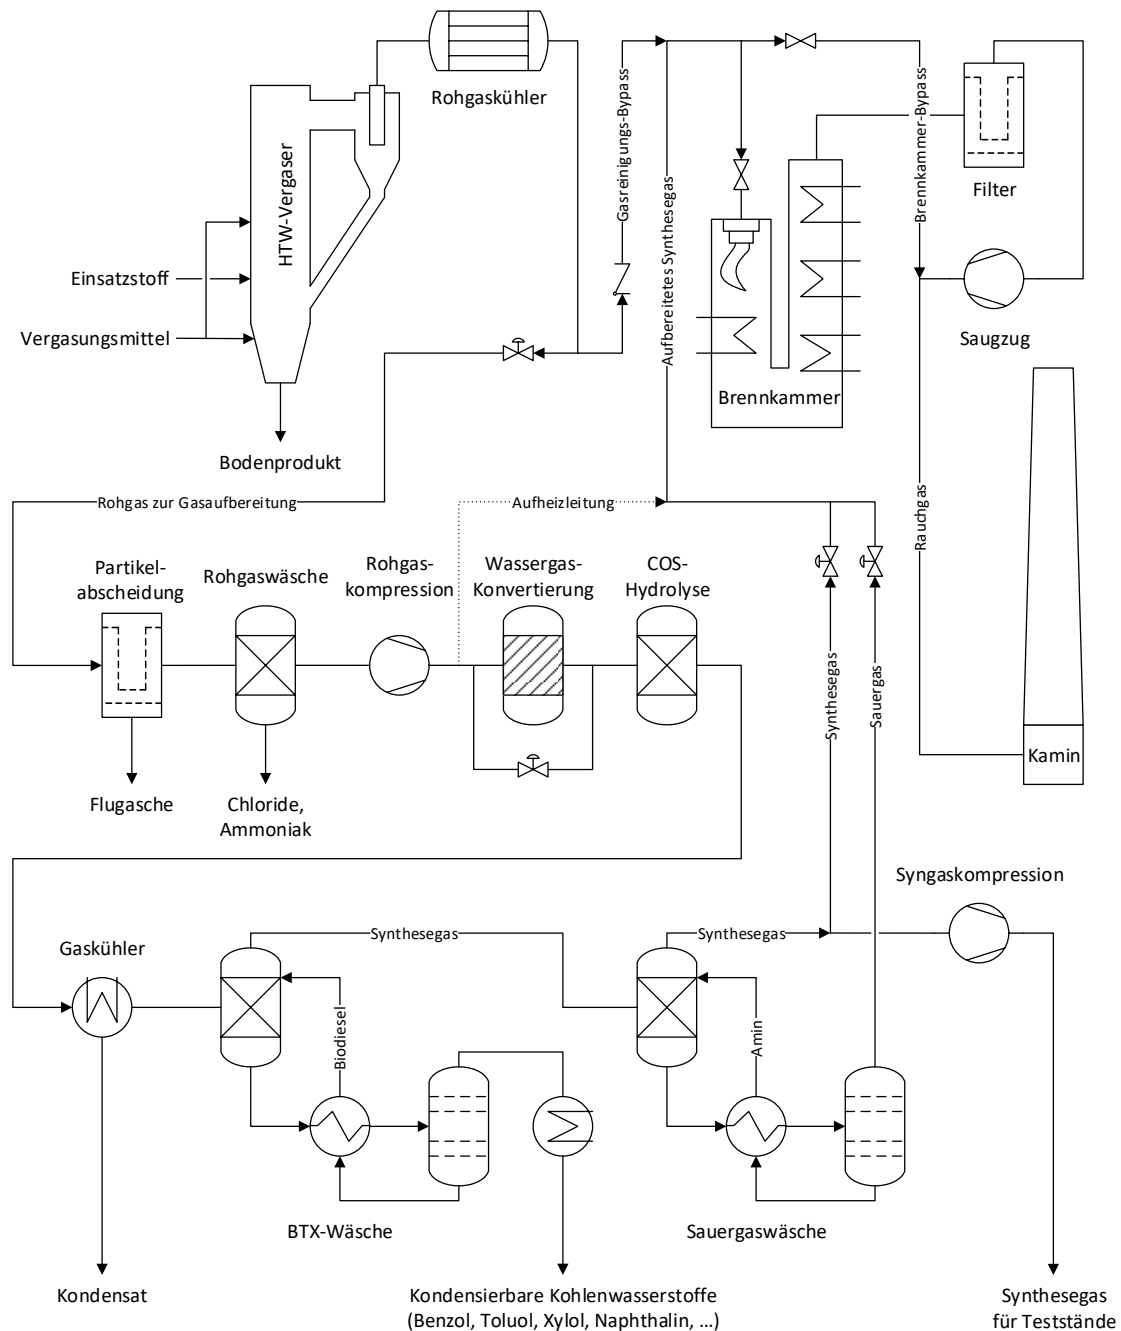 Rohgaskühler
HTW-Vergaser
Einsatzstoff
Vergasungsmittel
Bodenprodukt
Gasreinigungs-Bypass
Aufbereitetes Synthesegas
Brennkammer-Bypass
Filter
Saugzug
Brennkammer
Rauchgas
Kamin
Rohgas zur Gasaufbereitung
Aufheizleitung
Partikel-
abscheidung
Rohgaswäsche
Rohgas-
kompression
Wassergas-
Konvertierung
COS-
Hydrolyse
Synthesegas
Sauergas
Flugasche
Chloride,
Ammoniak
Syngaskompression
Gaskühler
Synthesegas
Synthesegas
Biodiesel
Amin
BTX-Wäsche
Sauergaswäsche
Kondensat
Kondensierbare Kohlenwasserstoffe
(Benzol, Toluol, Xylol, Naphthalin, ...)
Synthesegas
für Teststände